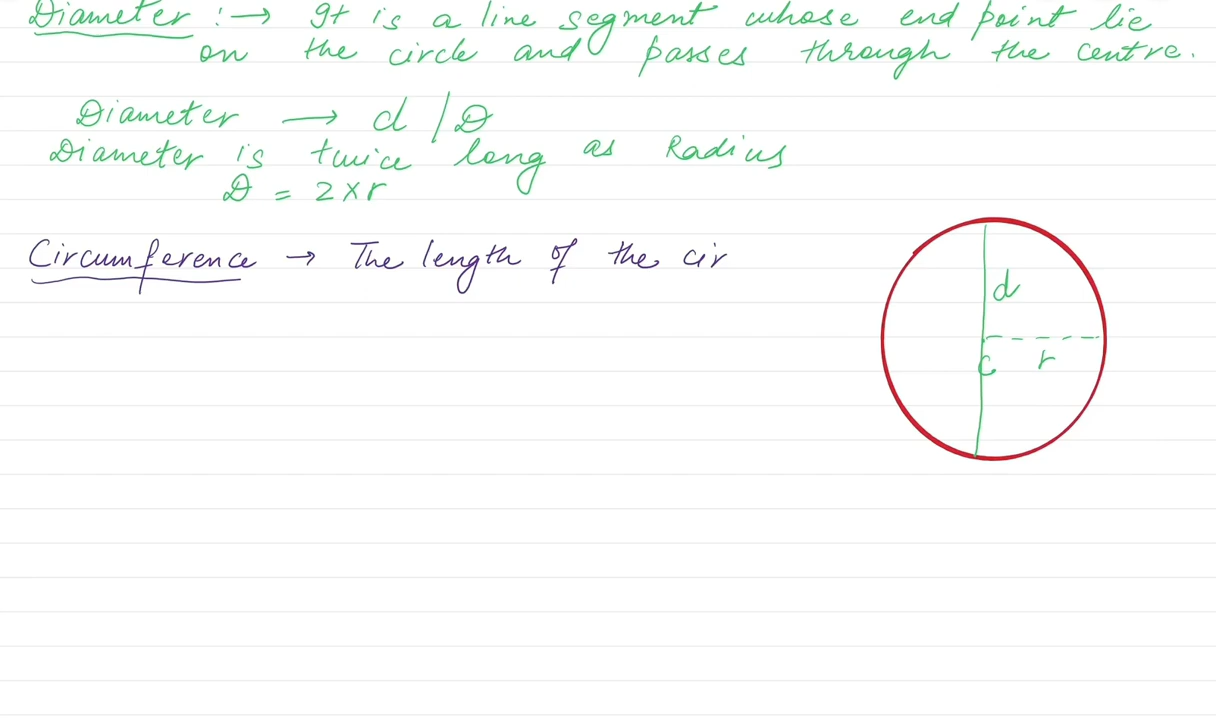 Diameter :→ It is a line segment whose end point lie
on the circle and passes through the centre.
Diameter → d / D
Diameter is twice long as Radius
D = 2 × r
Circumference → The length of the cir
d
C r